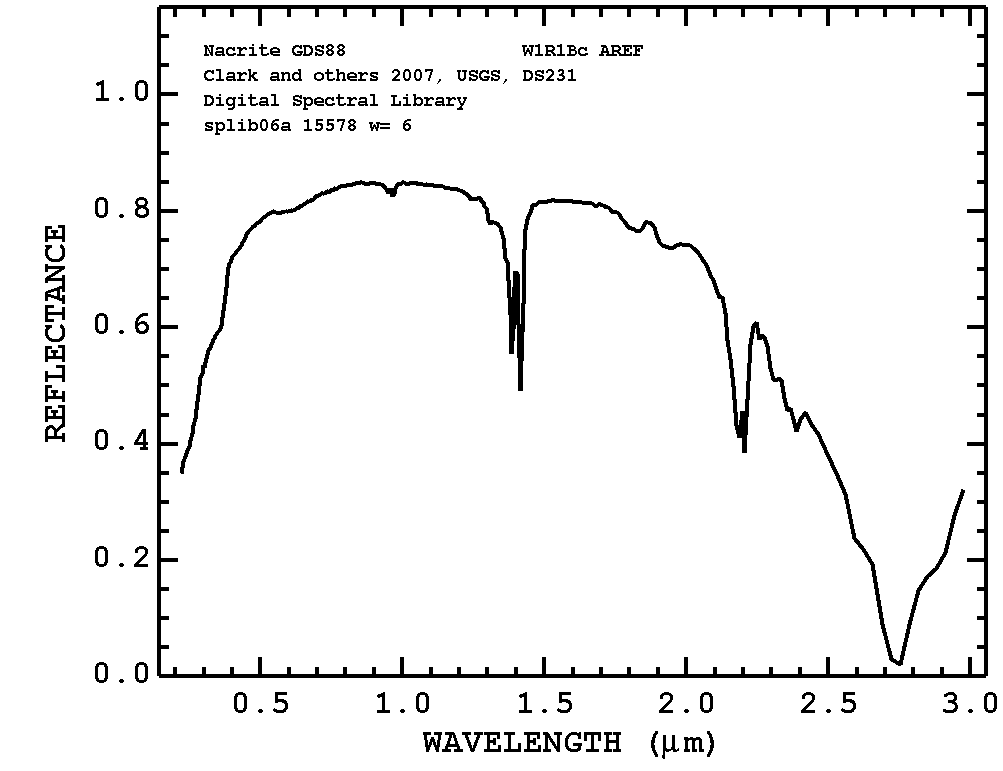 Nacrite GDS88 W1R1Bc AREF
Clark and others 2007, USGS, DS231
Digital Spectral Library
splib06a 15578 w= 6
1.0
0.8
0.6
0.4
0.2
0.0
REFLECTANCE
0.5 1.0 1.5 2.0 2.5 3.0
WAVELENGTH (μm)